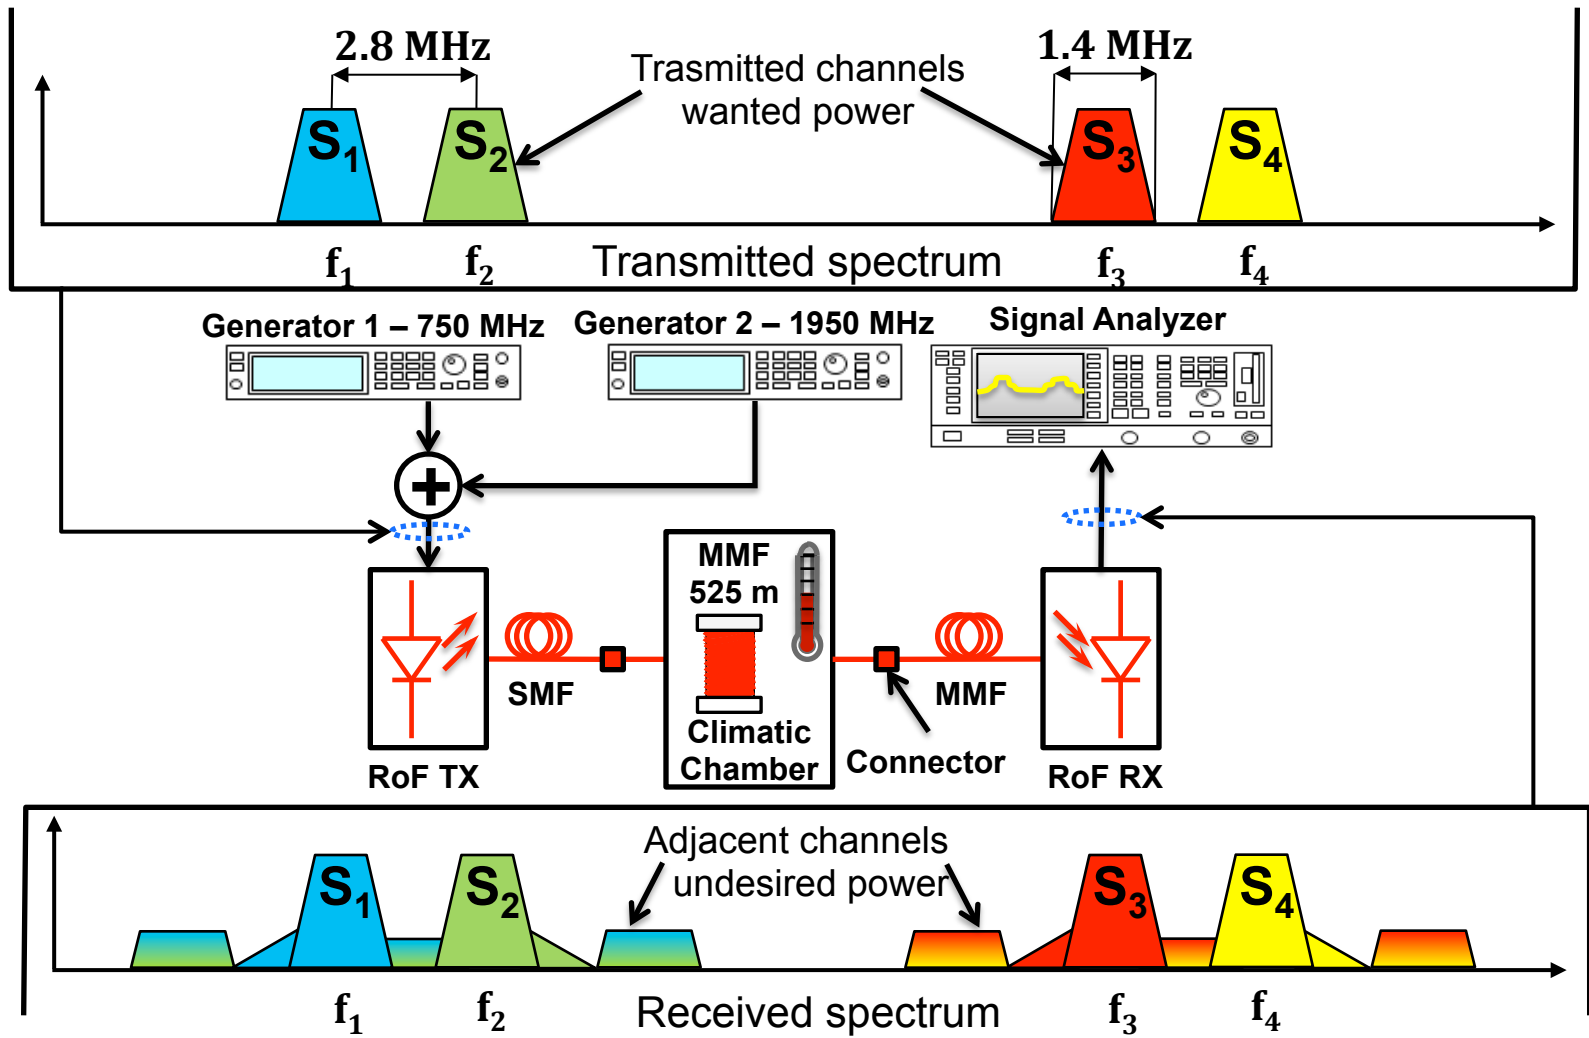 2.8 MHz
1.4 MHz
Trasmitted channels
wanted power
S1
S2
S3
S4
f1
f2
Transmitted spectrum
f3
f4
Generator 1 – 750 MHz
Generator 2 – 1950 MHz
Signal Analyzer
+
MMF
525 m
SMF
MMF
Climatic
Chamber
Connector
RoF TX
RoF RX
Adjacent channels
undesired power
S1
S2
S3
S4
f1
f2
Received spectrum
f3
f4